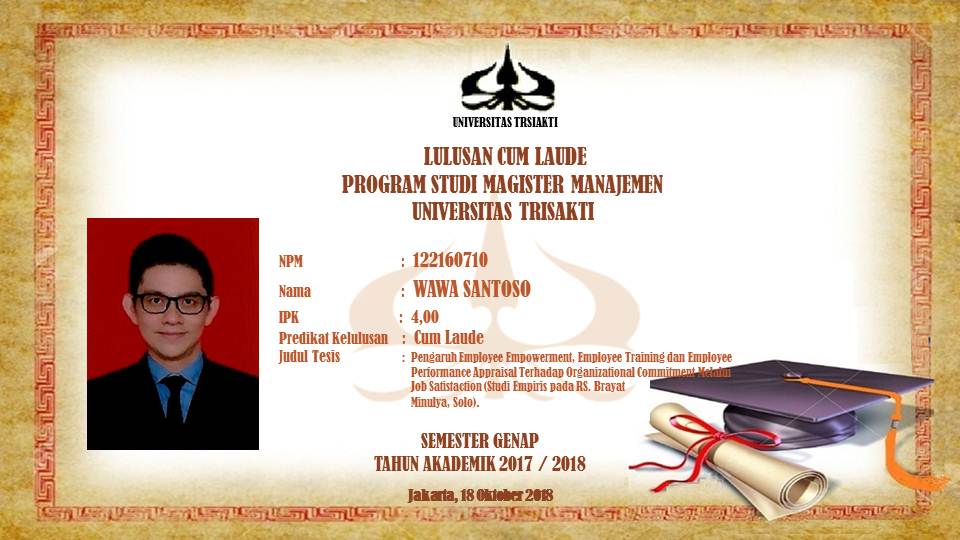 UNIVERSITAS TRSIAKTI
LULUSAN CUM LAUDE
PROGRAM STUDI MAGISTER MANAJEMEN
UNIVERSITAS TRISAKTI
NPM : 122160710
Nama : WAWA SANTOSO
IPK : 4,00
Predikat Kelulusan : Cum Laude
Judul Tesis : Pengaruh Employee Empowerment, Employee Training dan Employee
Performance Appraisal Terhadap Organizational Commitment Melalui
Job Satisfaction (Studi Empiris pada RS. Brayat
Minulya, Solo).
SEMESTER GENAP
TAHUN AKADEMIK 2017 / 2018
Jakarta, 18 Oktober 2018